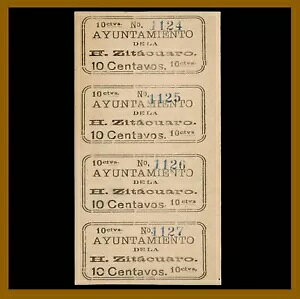 10 ctvs. No. 1124
AYUNTAMIENTO
DE LA
H. Zitácuaro.
10 Centavos. 10 ctvs.
10 ctvs. No. 1125
AYUNTAMIENTO
DE LA
H. Zitácuaro.
10 Centavos. 10 ctvs.
10 ctvs. No. 1126
AYUNTAMIENTO
DE LA
H. Zitácuaro.
10 Centavos. 10 ctvs.
10 ctvs. No. 1127
AYUNTAMIENTO
DE LA
H. Zitácuaro.
10 Centavos. 10 ctvs.